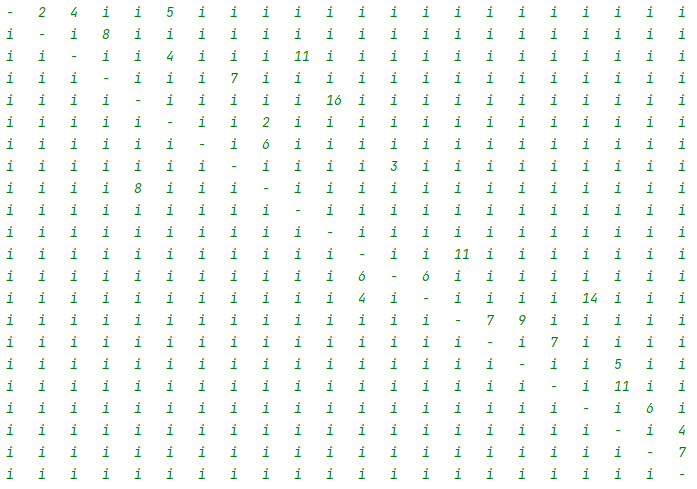 - 2 4 i i 5 i i i i i i i i i i i i i i i i
i - i 8 i i i i i i i i i i i i i i i i i i
i i - i i 4 i i i 11 i i i i i i i i i i i i
i i i - i i i 7 i i i i i i i i i i i i i i
i i i i - i i i i i 16 i i i i i i i i i i i
i i i i i - i i 2 i i i i i i i i i i i i i
i i i i i i - i 6 i i i i i i i i i i i i i
i i i i i i i - i i i i 3 i i i i i i i i i
i i i i 8 i i i - i i i i i i i i i i i i i
i i i i i i i i i - i i i i i i i i i i i i
i i i i i i i i i i - i i i i i i i i i i i
i i i i i i i i i i i - i i 11 i i i i i i i
i i i i i i i i i i i 6 - 6 i i i i i i i i
i i i i i i i i i i i 4 i - i i i i 14 i i i
i i i i i i i i i i i i i i - 7 9 i i i i i
i i i i i i i i i i i i i i i - i 7 i i i i
i i i i i i i i i i i i i i i i - i i 5 i i
i i i i i i i i i i i i i i i i i - i 11 i i
i i i i i i i i i i i i i i i i i i - i 6 i
i i i i i i i i i i i i i i i i i i i - i 4
i i i i i i i i i i i i i i i i i i i i - 7
i i i i i i i i i i i i i i i i i i i i i -